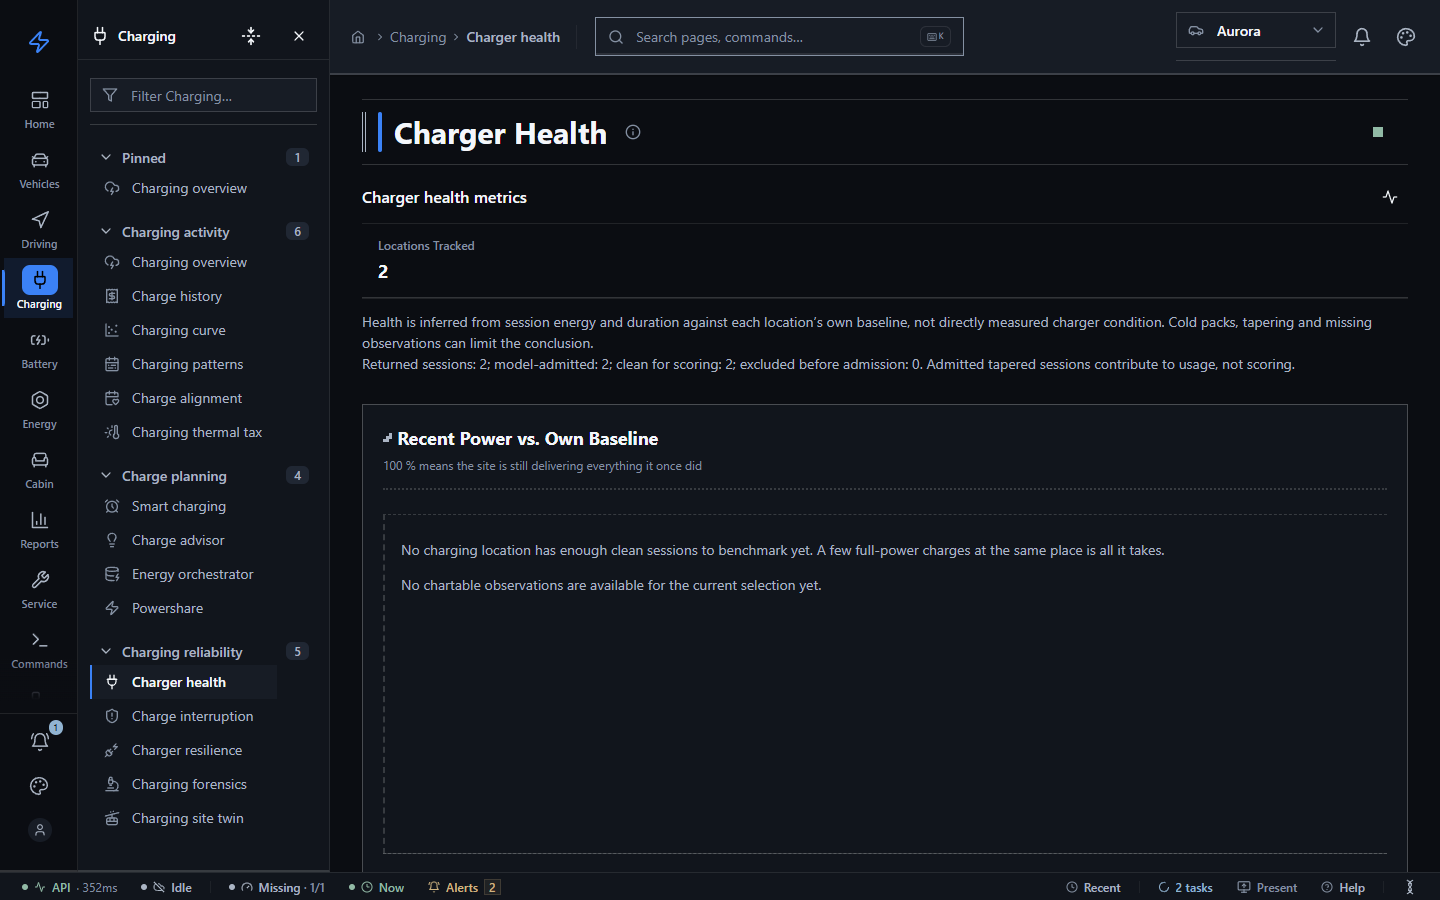 Home
Vehicles
Driving
Charging
Battery
Energy
Cabin
Reports
Service
Commands
1
Charging
Filter Charging...
Pinned 1
Charging overview
Charging activity 6
Charging overview
Charge history
Charging curve
Charging patterns
Charge alignment
Charging thermal tax
Charge planning 4
Smart charging
Charge advisor
Energy orchestrator
Powershare
Charging reliability 5
Charger health
Charge interruption
Charger resilience
Charging forensics
Charging site twin
Charging > Charger health
Search pages, commands...
K
Aurora
Charger Health
Charger health metrics
Locations Tracked
2
Health is inferred from session energy and duration against each location's own baseline, not directly measured charger condition. Cold packs, tapering and missing
observations can limit the conclusion.
Returned sessions: 2; model-admitted: 2; clean for scoring: 2; excluded before admission: 0. Admitted tapered sessions contribute to usage, not scoring.
Recent Power vs. Own Baseline
100 % means the site is still delivering everything it once did
No charging location has enough clean sessions to benchmark yet. A few full-power charges at the same place is all it takes.
No chartable observations are available for the current selection yet.
API · 352ms
Idle
Missing · 1/1
Now
Alerts 2
Recent
2 tasks
Present
Help